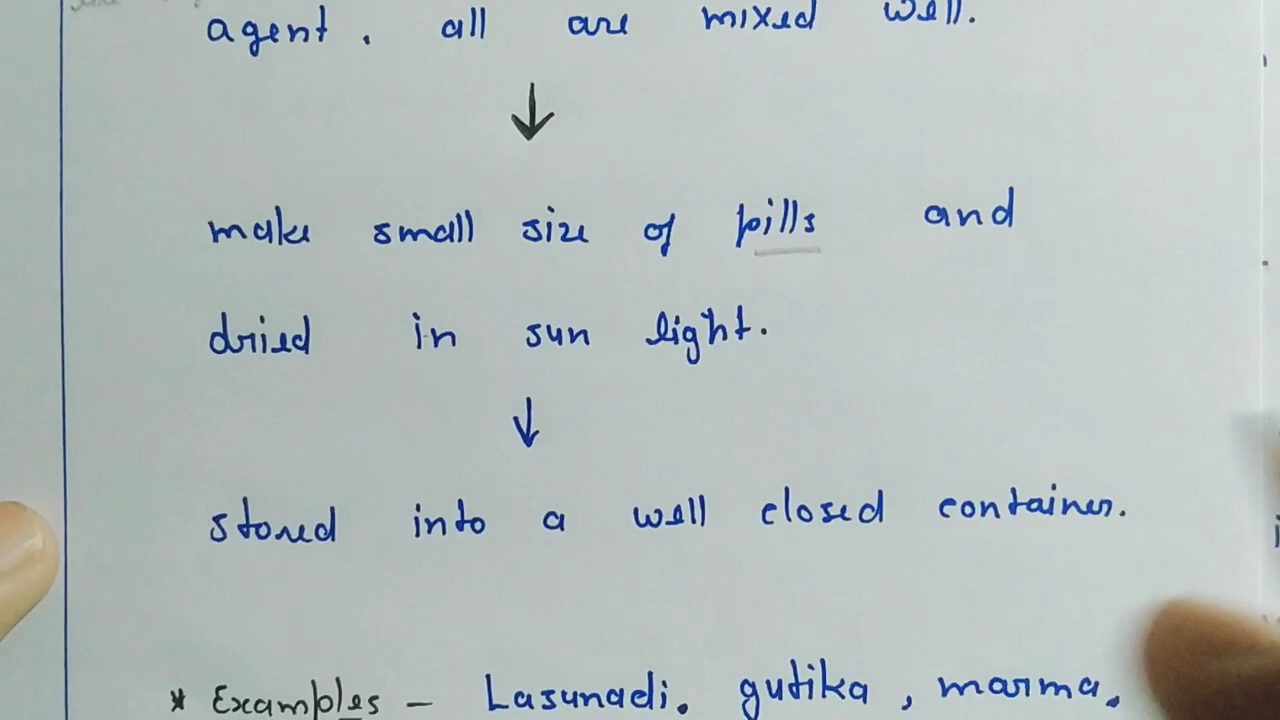 agent. all are mixed well.
↓
make small size of pills and
dried in sun light.
↓
stored into a well closed container.
* Examples - Lasunadi. gutika, marma.